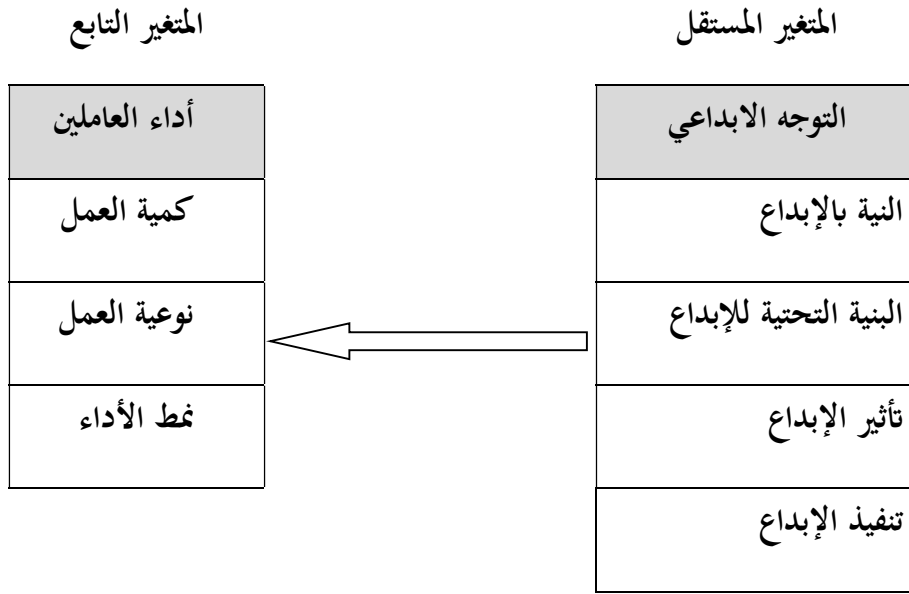 المتغير المستقل
المتغير التابع
التوجه الابداعي
أداء العاملين
النية بالإبداع
كمية العمل
البنية التحتية للإبداع
نوعية العمل
تأثير الإبداع
نمط الأداء
تنفيذ الإبداع